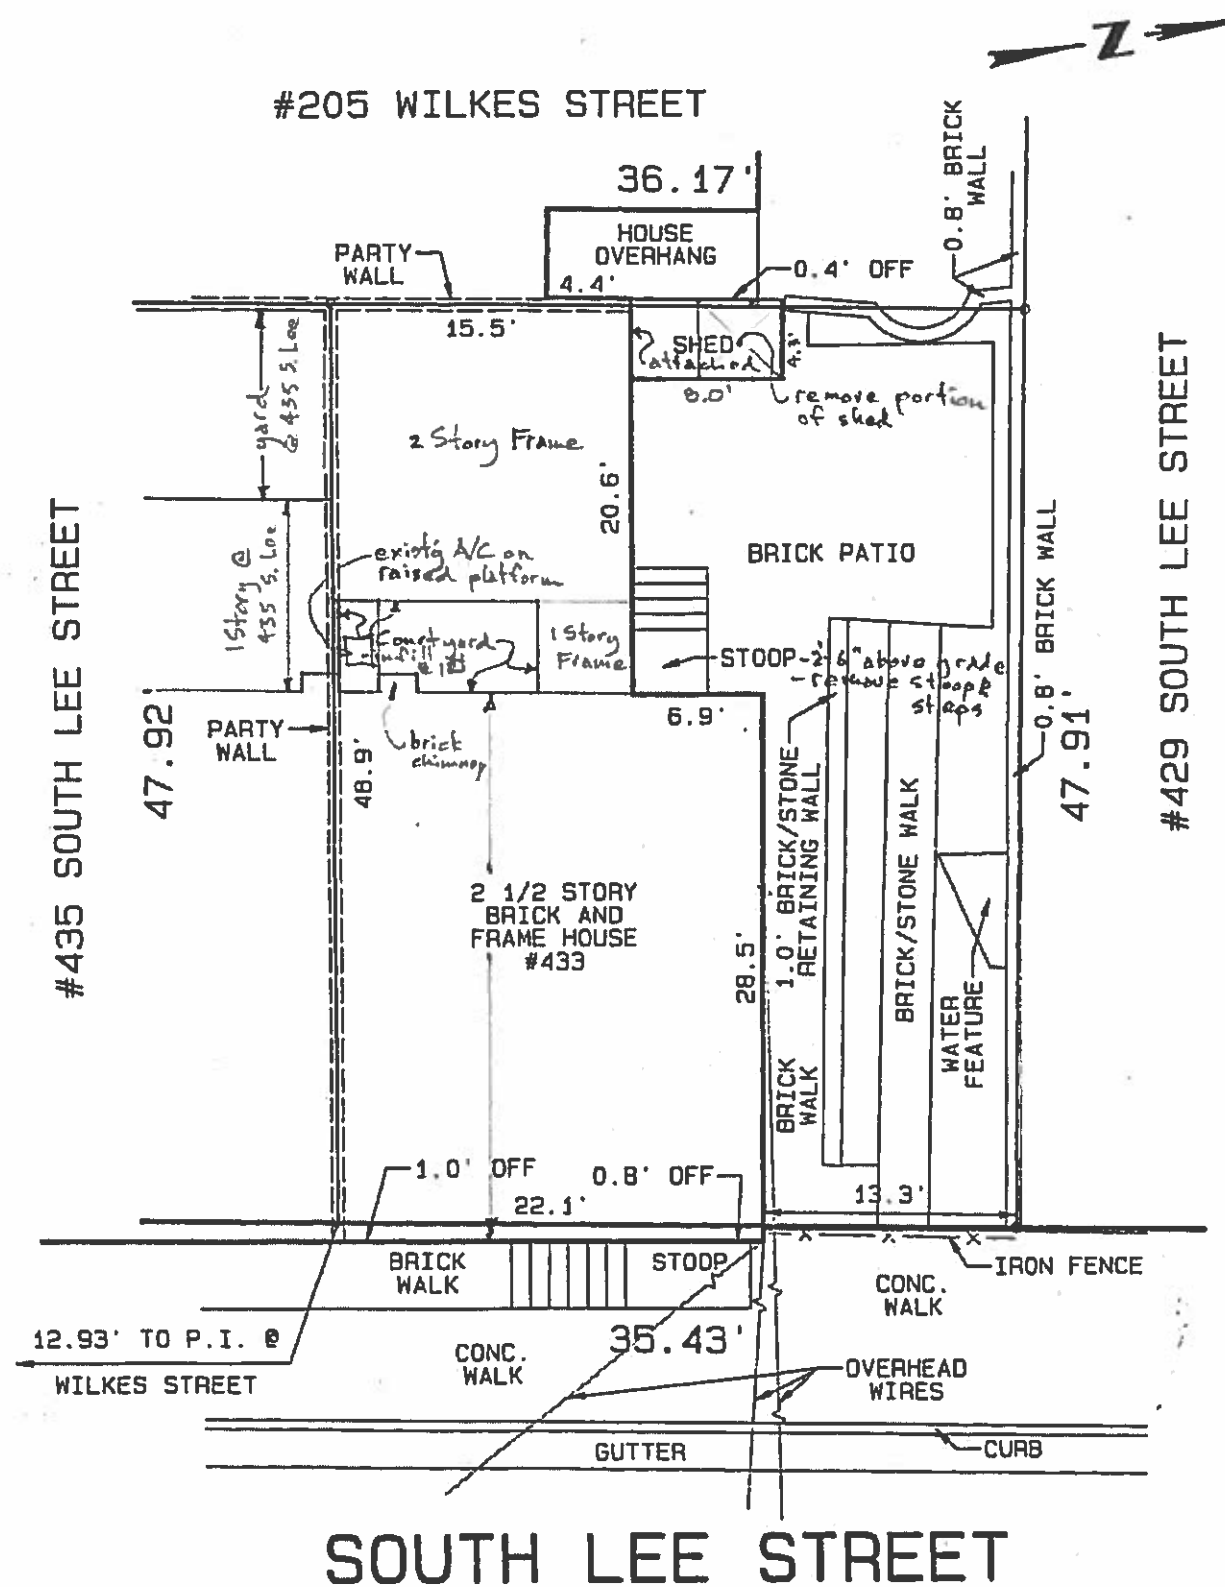 Z
#205 WILKES STREET
36.17'
0.8' BRICK
WALL
HOUSE
OVERHANG
PARTY
WALL
0.4' OFF
4.4'
15.5'
SHED
attached
4.3'
8.0'
remove portion
of shed
yard
@ 435 S. Lee
2 Story Frame
20.6'
#429 SOUTH LEE STREET
BRICK PATIO
0.8' BRICK WALL
1 Story @
435 S. Lee
exist'g A/C on
raised platform
Courtyard
infill
1 Story
Frame
STOOP-2'-6" above grade
- remove stoop &
steps
#435 SOUTH LEE STREET
47.92'
PARTY
WALL
6.9'
brick
chimney
48.9'
1.0' BRICK/STONE
RETAINING WALL
BRICK/STONE WALK
47.91'
2 1/2 STORY
BRICK AND
FRAME HOUSE
#433
28.5'
WATER
FEATURE
BRICK
WALK
1.0' OFF
0.8' OFF
22.1'
13.3'
BRICK
WALK
STOOP
IRON FENCE
CONC.
WALK
12.93' TO P.I. @
WILKES STREET
35.43'
CONC.
WALK
OVERHEAD
WIRES
GUTTER
CURB
SOUTH LEE STREET